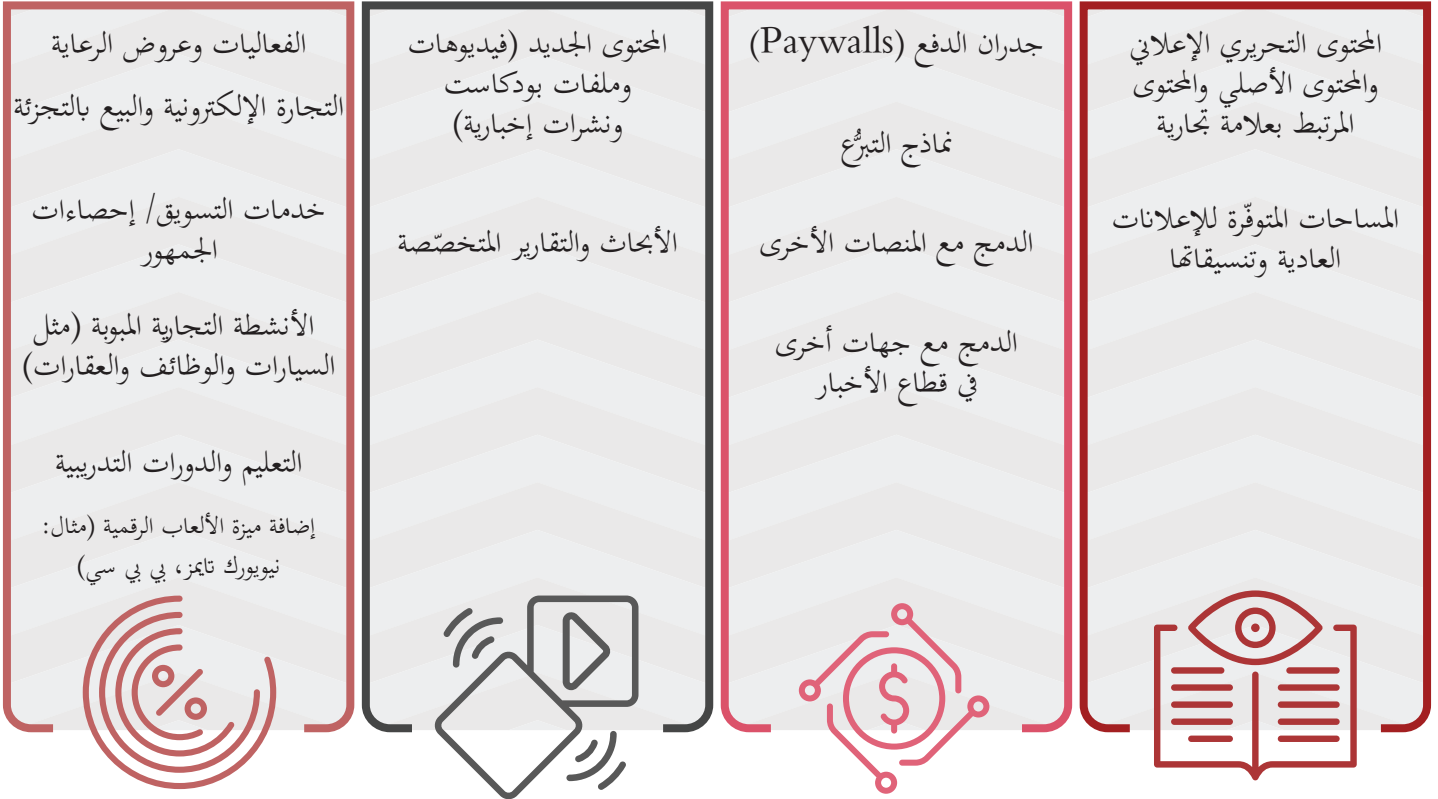 المحتوى التحريري الإعلاني
والمحتوى الأصلي والمحتوى
المرتبط بعلامة تجارية
المساحات المتوفّرة للإعلانات
العادية وتنسيقاتها
جدران الدفع (Paywalls)
نماذج التبرُّع
الدمج مع المنصات الأخرى
الدمج مع جهات أخرى
في قطاع الأخبار
المحتوى الجديد (فيديوهات
وملفات بودكاست
ونشرات إخبارية)
الأبحاث والتقارير المتخصّصة
الفعاليات وعروض الرعاية
التجارة الإلكترونية والبيع بالتجزئة
خدمات التسويق/ إحصاءات
الجمهور
الأنشطة التجارية المبوبة (مثل
السيارات والوظائف والعقارات)
التعليم والدورات التدريبية
إضافة ميزة الألعاب الرقمية (مثال:
نيويورك تايمز، بي بي سي)